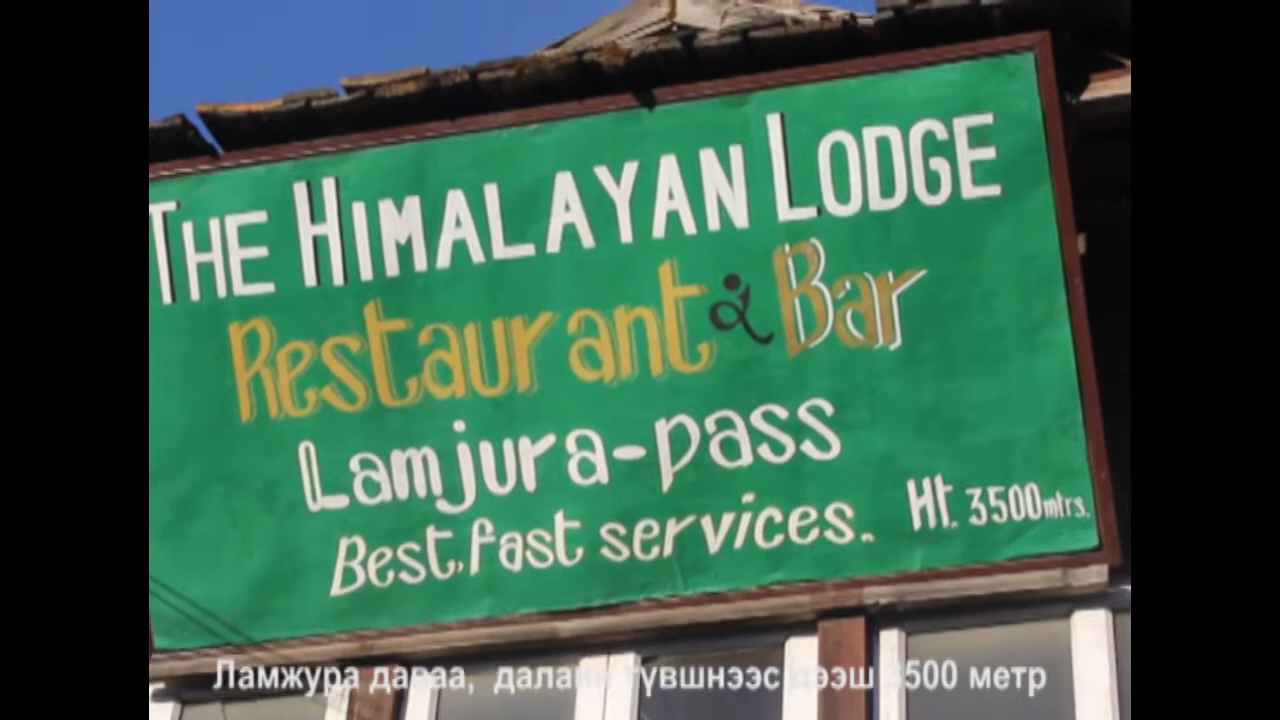 THE HIMALAYAN LODGE
Restaurant & Bar
Lamjura-pass
Best, fast services.
Ht. 3500mtrs.
Ламжура даваа, далайн түвшнээс дээш 3500 метр